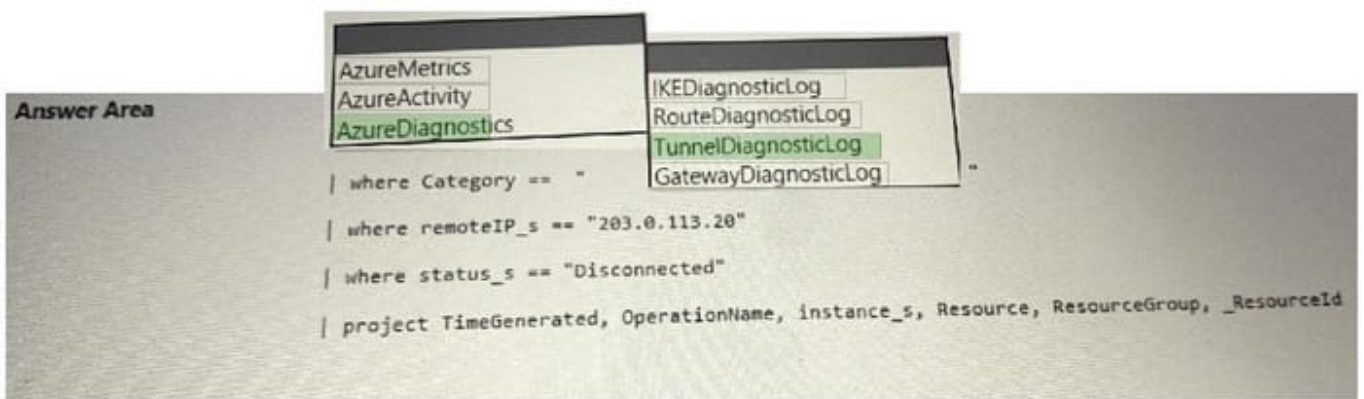 AzureMetrics
AzureActivity
AzureDiagnostics
IKEDiagnosticLog
RouteDiagnosticLog
TunnelDiagnosticLog
GatewayDiagnosticLog
Answer Area
| where Category == " "
| where remoteIP_s == "203.0.113.20"
| where status_s == "Disconnected"
| project TimeGenerated, OperationName, instance_s, Resource, ResourceGroup, _ResourceId